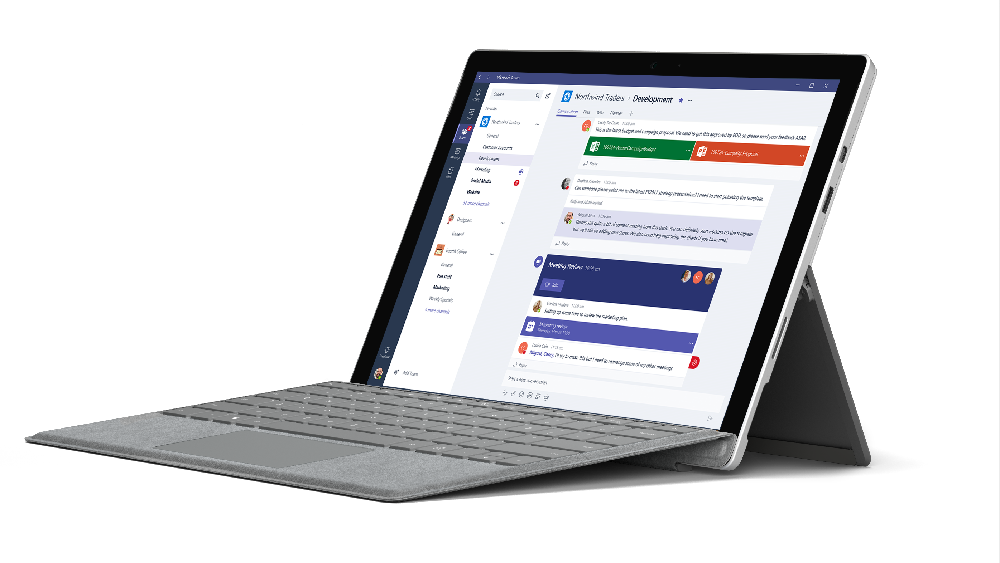 Microsoft Teams
Activity
Chat
Teams
2
Meetings
Files
Feedback
Search
Favorites
Northwind Traders
General
Customer Accounts
Development
Marketing
Social Media 2
Website
32 more channels
Designers
General
Fourth Coffee
General
Fun stuff
Marketing
Weekly Specials
4 more channels
Add Team
Northwind Traders > Development
Conversation Files Wiki Planner +
CD
Cecily De Crum 11:00 am
This is the latest budget and campaign proposal. We need to get this approved by EOD, so please send your feedback ASAP.
160724-WinterCampaignBudget
160724-CampaignProposal
Reply
Daphne Knowles 11:05 am
Can someone please point me to the latest FY2017 strategy presentation? I need to start polishing the template.
Kadji and Jakob replied
Miguel Silva 11:16 am
There's still quite a bit of content missing from this deck. You can definitely start working on the template
but we'll still be adding new slides. We also need help improving the charts if you have time!
Reply
Meeting Review 10:58 am
LC
Join
Daniela Madera 11:00 am
Setting up some time to review the marketing plan.
Marketing review
Thursday, 15th @ 10:30
LC
Louisa Cain 11:15 am
Miguel, Corey, I'll try to make this but I need to rearrange some of my other meetings
@
Reply
Start a new conversation
GIF